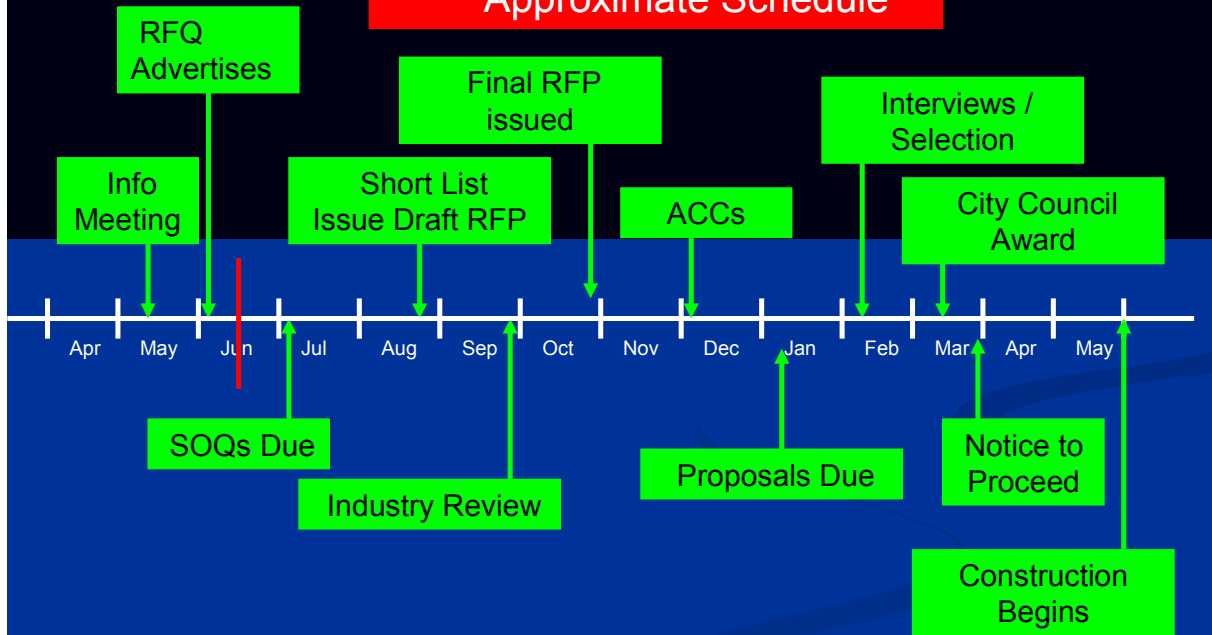 Approximate Schedule
RFQ
Advertises
Final RFP
issued
Interviews /
Selection
Info
Meeting
Short List
Issue Draft RFP
ACCs
City Council
Award
Apr
May
Jun
Jul
Aug
Sep
Oct
Nov
Dec
Jan
Feb
Mar
Apr
May
SOQs Due
Industry Review
Proposals Due
Notice to
Proceed
Construction
Begins